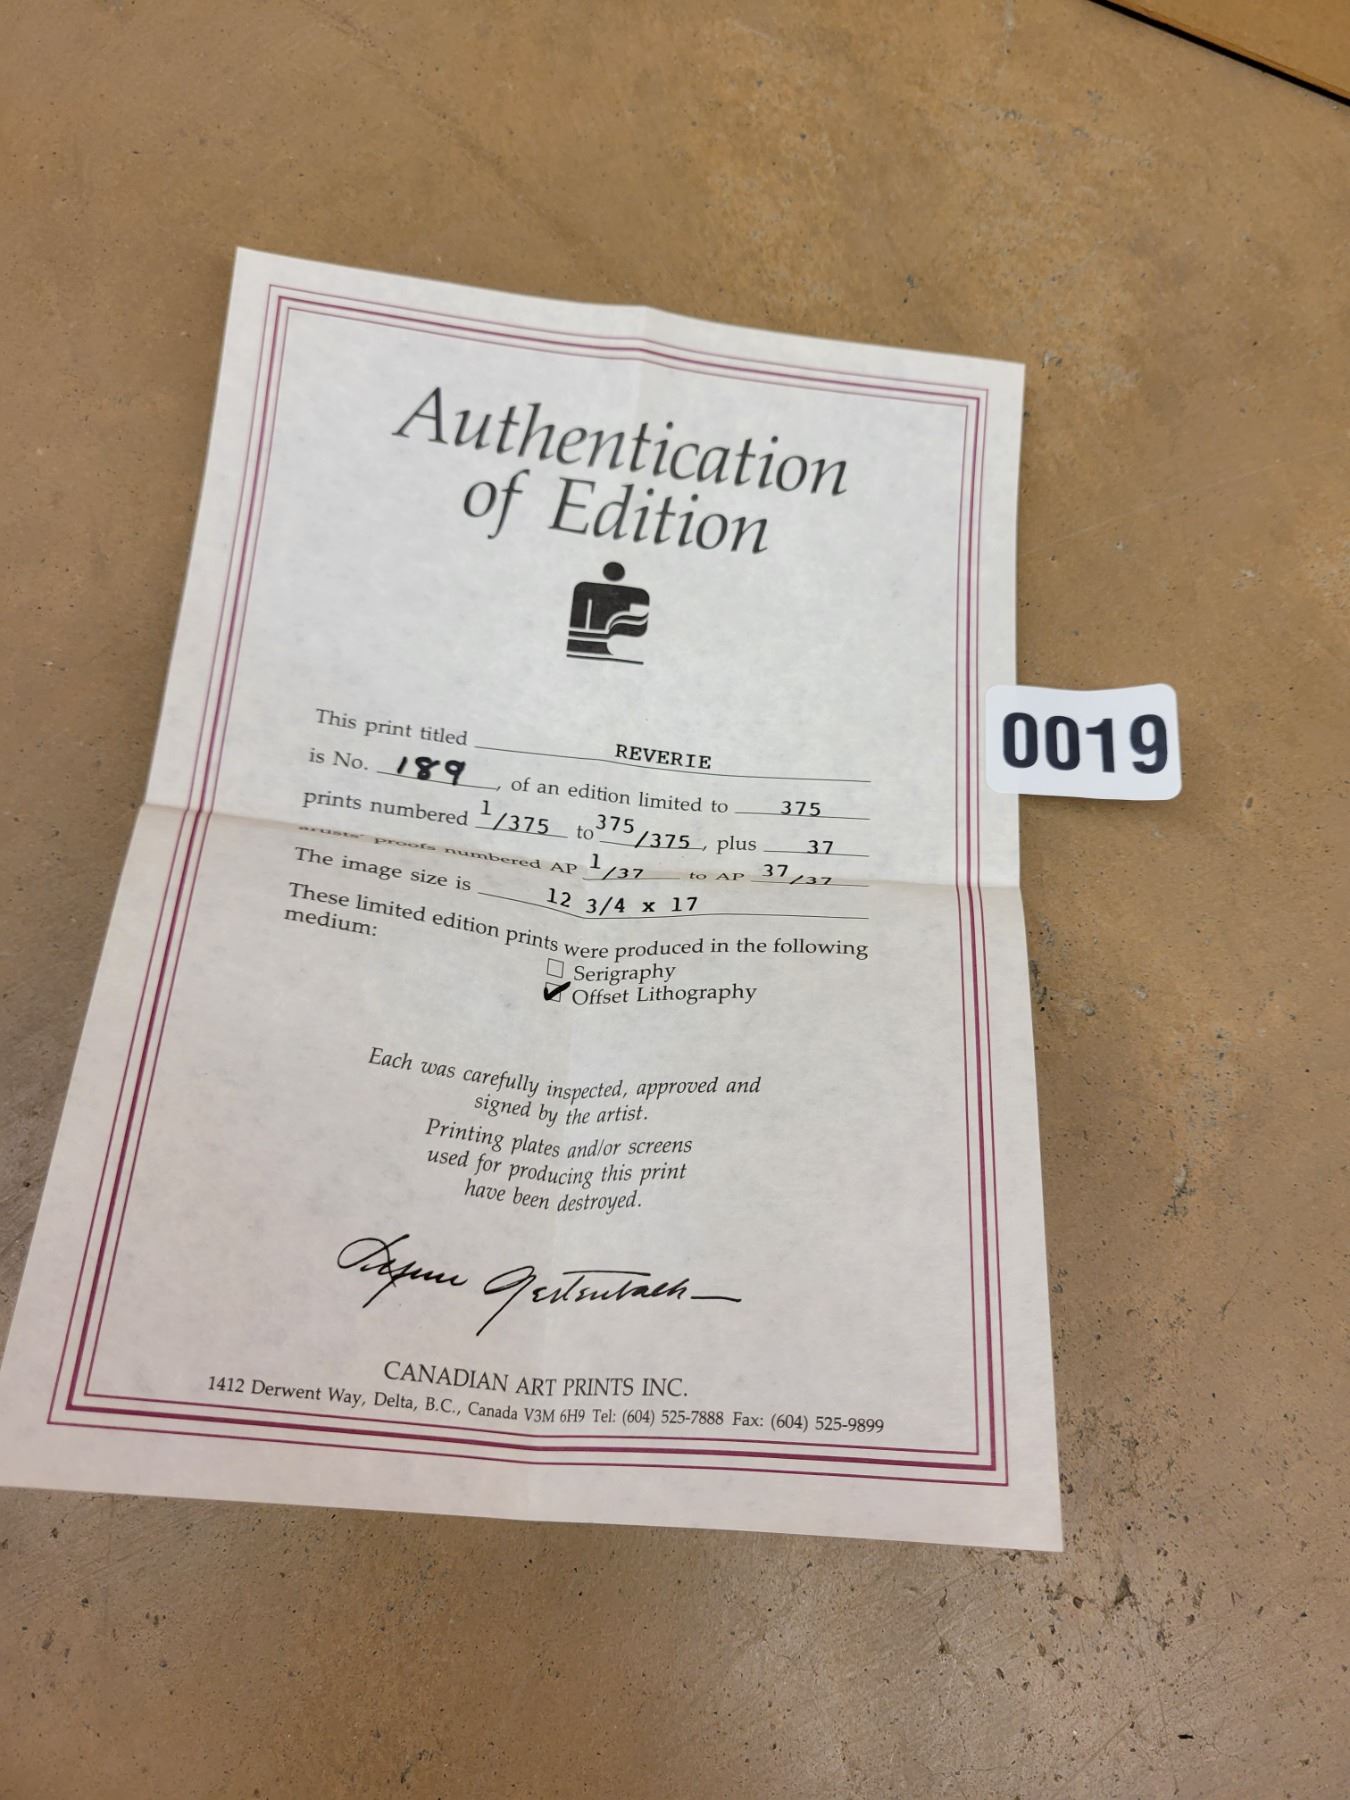 Authentication
of Edition
This print titled REVERIE
is No. 189, of an edition limited to 375
prints numbered 1/375 to 375/375, plus 37
artists' proofs numbered AP 1/37 to AP 37/37
The image size is 12 3/4 x 17
These limited edition prints were produced in the following
medium:
Serigraphy
Offset Lithography
Each was carefully inspected, approved and
signed by the artist.
Printing plates and/or screens
used for producing this print
have been destroyed.
CANADIAN ART PRINTS INC.
1412 Derwent Way, Delta, B.C., Canada V3M 6H9 Tel: (604) 525-7888 Fax: (604) 525-9899
0019